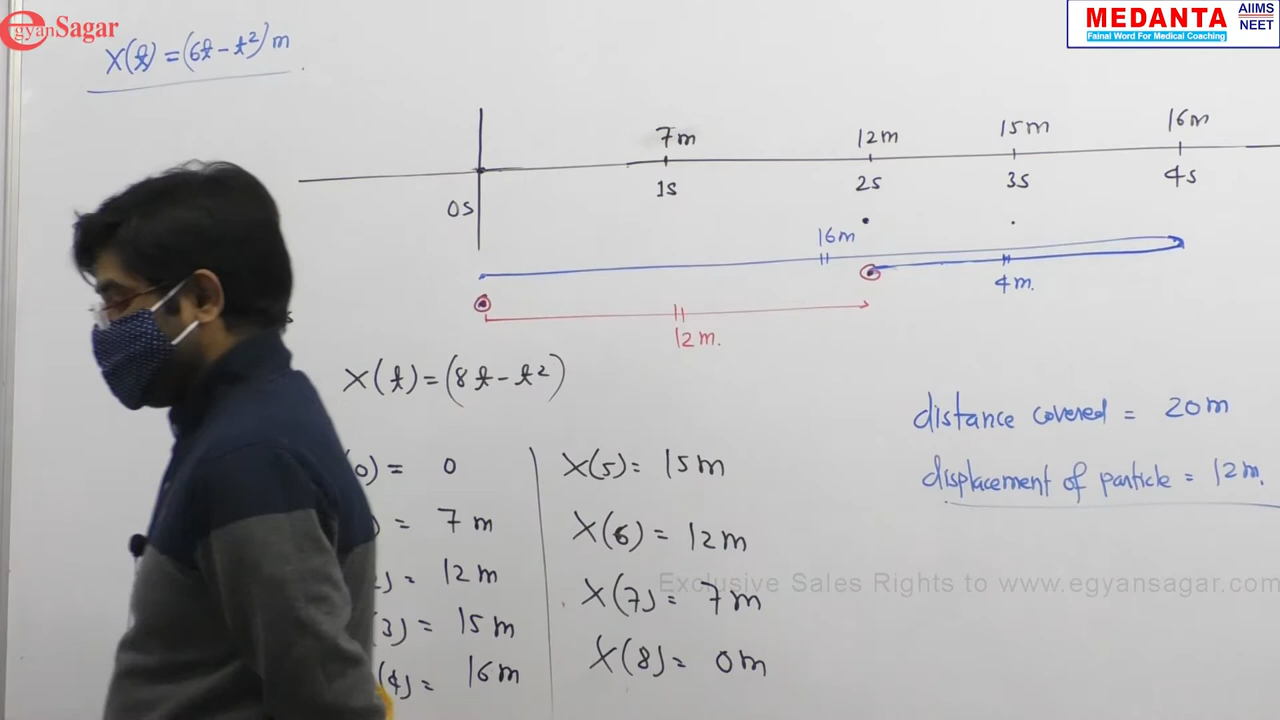 egyanSagar
MEDANTA AIIMS NEET
Fainal Word For Medical Coaching
X(t) = (6t - t²) m
7m 12m 15m 16m
0s 1s 2s 3s 4s
16m
4m.
12m.
X(t) = (8t - t²)
0) = 0
) = 7m
2) = 12m
3) = 15m
(4) = 16m
X(5) = 15m
X(6) = 12m
X(7) = 7m
X(8) = 0m
distance covered = 20m
displacement of particle = 12m.
Exclusive Sales Rights to www.egyansagar.com